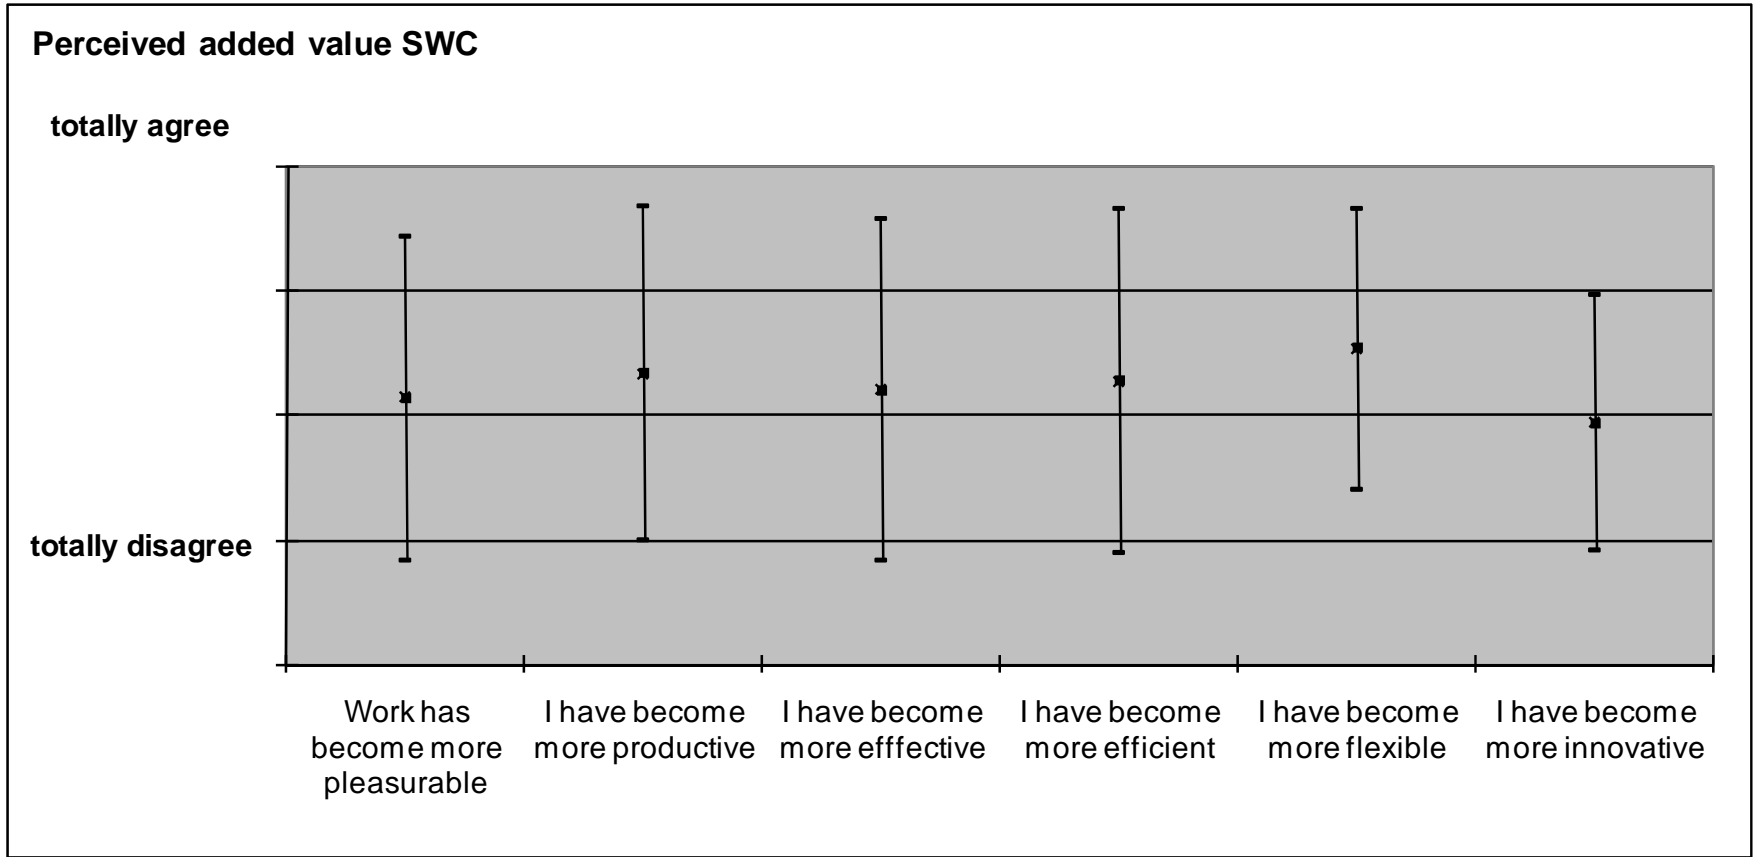 Perceived added value SWC
totally agree
totally disagree
Work has
become more
pleasurable
I have become
more productive
I have become
more efffective
I have become
more efficient
I have become
more flexible
I have become
more innovative